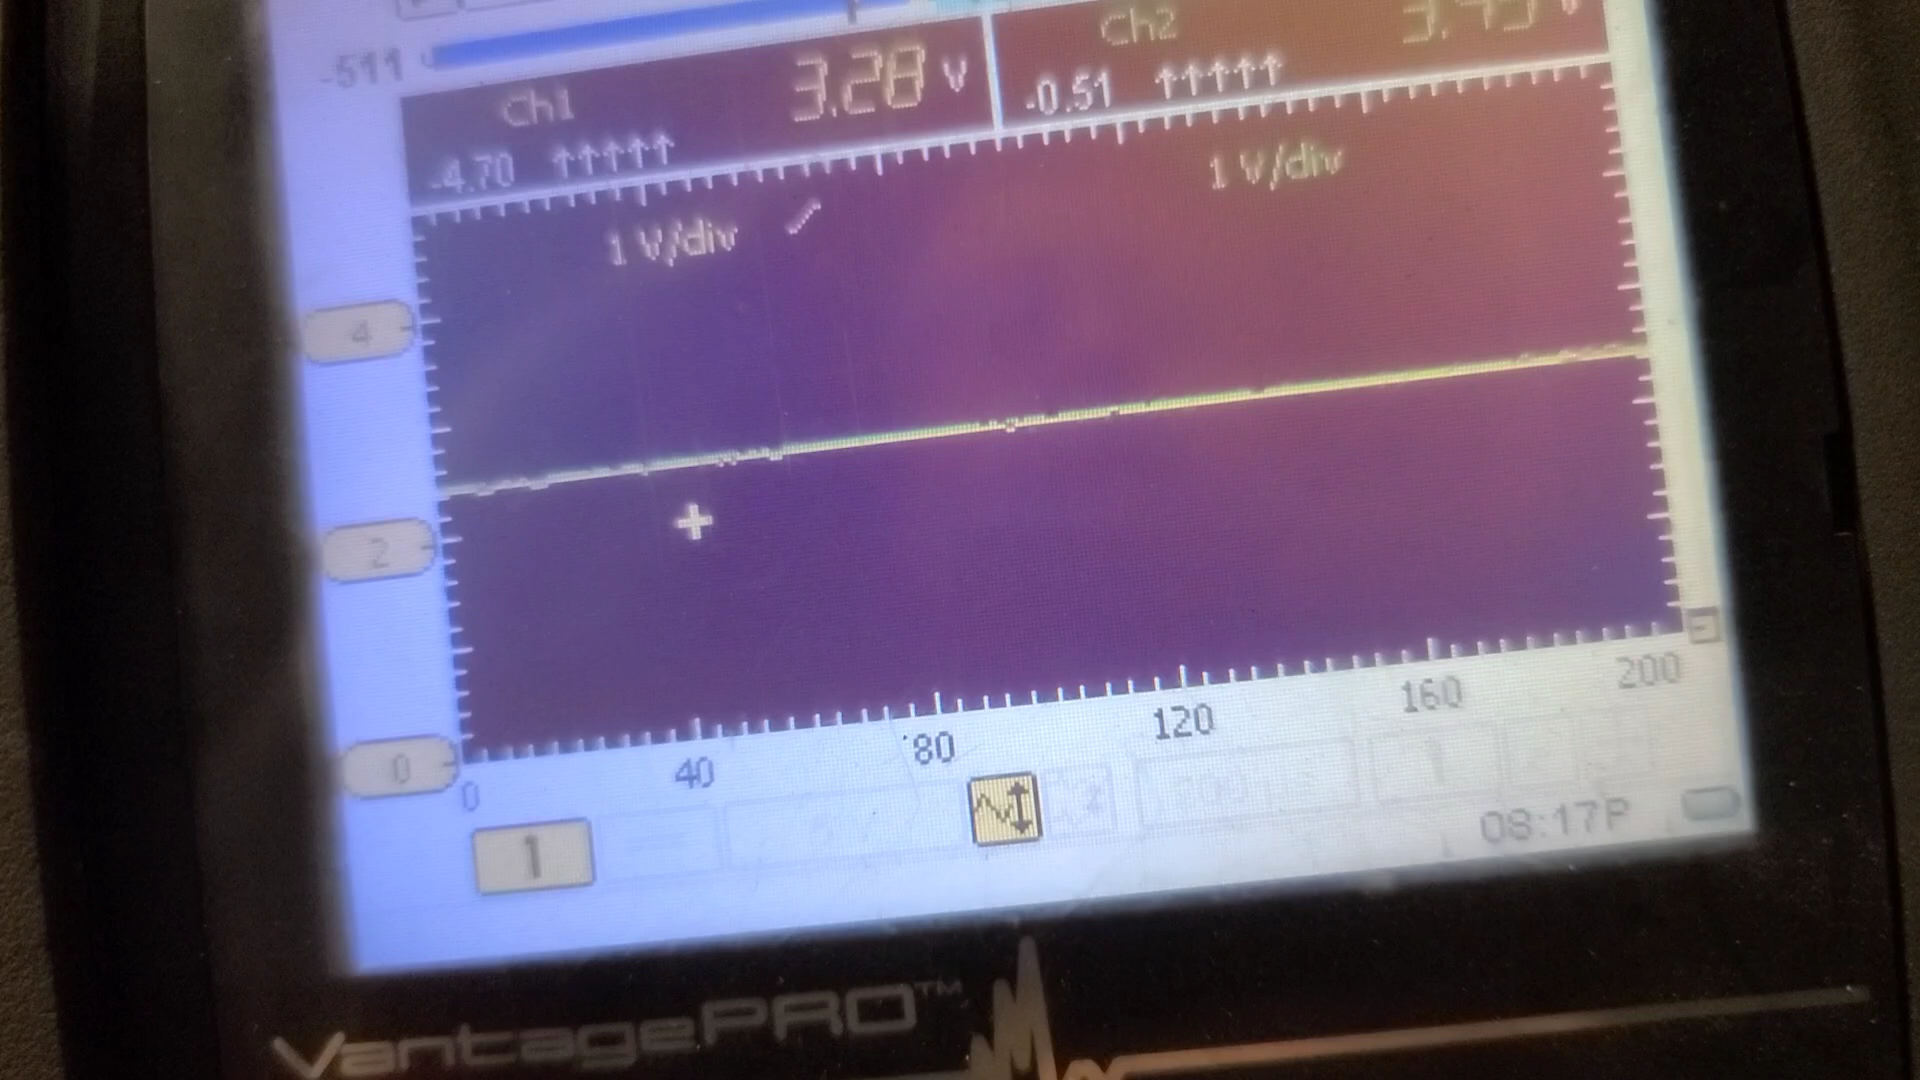 -511
Ch1 3.28 V
-4.70 ↑↑↑↑↑
Ch2 V
-0.51 ↑↑↑↑↑
1 V/div
1 V/div
4
2
0
0 40 80 120 160 200
1
08:17P
VantagePRO™